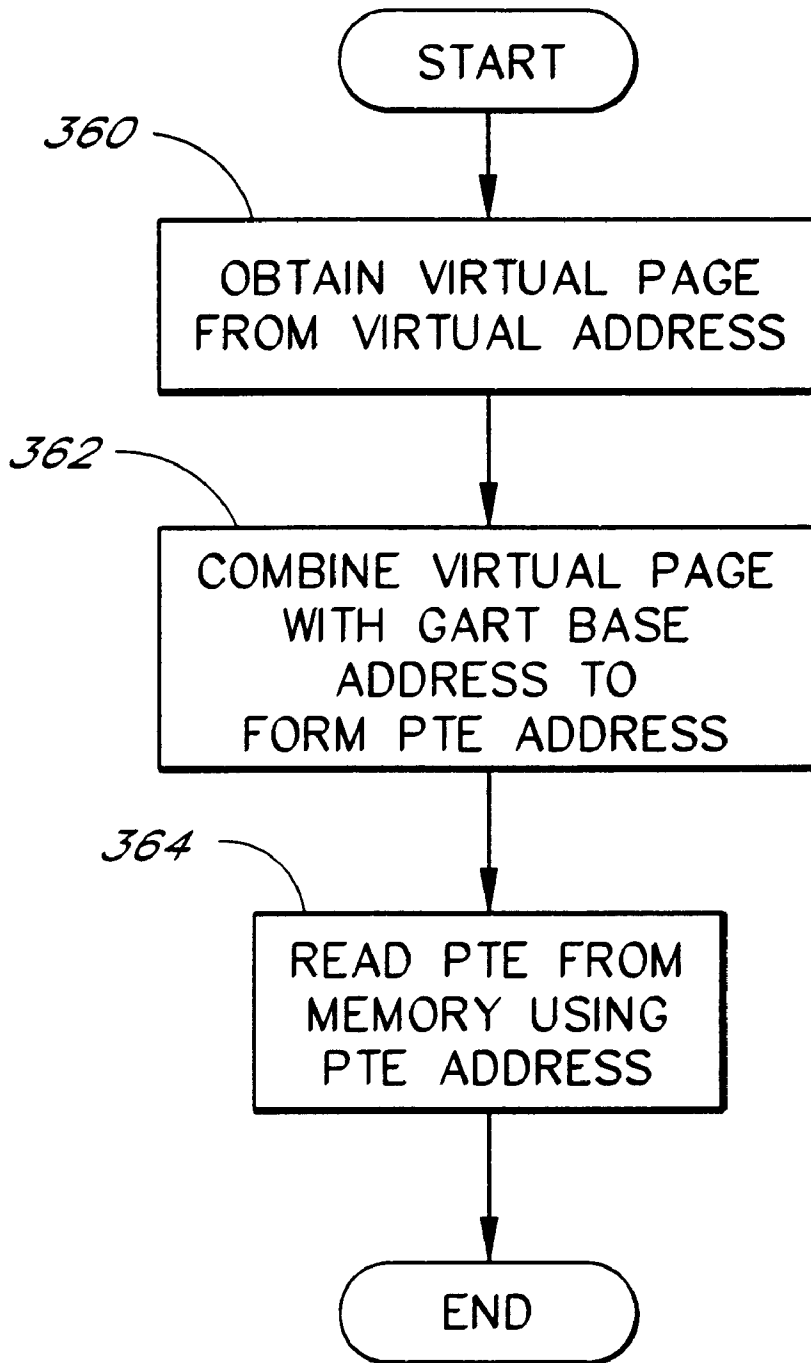 START
360
OBTAIN VIRTUAL PAGE
FROM VIRTUAL ADDRESS
362
COMBINE VIRTUAL PAGE
WITH GART BASE
ADDRESS TO
FORM PTE ADDRESS
364
READ PTE FROM
MEMORY USING
PTE ADDRESS
END